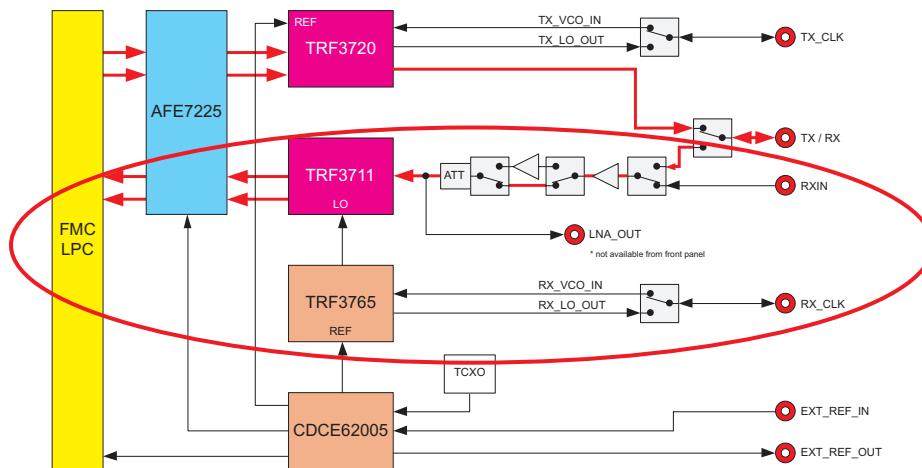 REF
TRF3720
TX_VCO_IN
TX_LO_OUT
TX_CLK
AFE7225
TX / RX
TRF3711
LO
ATT
RXIN
FMC
LPC
LNA_OUT
* not available from front panel
TRF3765
REF
RX_VCO_IN
RX_LO_OUT
RX_CLK
TCXO
CDCE62005
EXT_REF_IN
EXT_REF_OUT